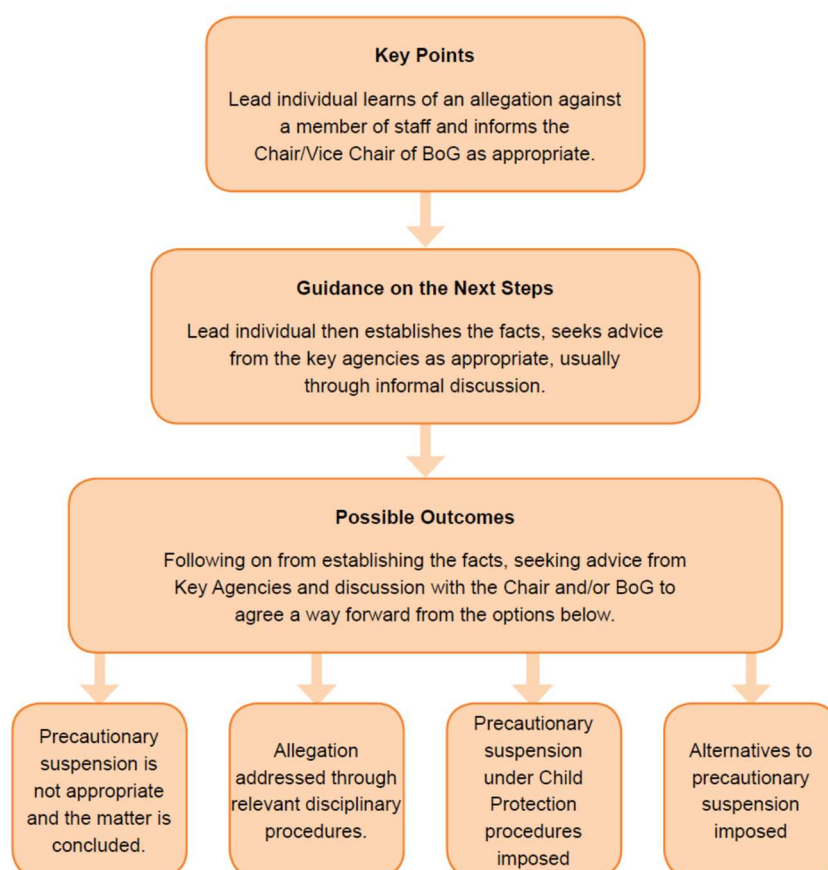 Key Points
Lead individual learns of an allegation against
a member of staff and informs the
Chair/Vice Chair of BoG as appropriate.
Guidance on the Next Steps
Lead individual then establishes the facts, seeks advice
from the key agencies as appropriate, usually
through informal discussion.
Possible Outcomes
Following on from establishing the facts, seeking advice from
Key Agencies and discussion with the Chair and/or BoG to
agree a way forward from the options below.
Precautionary
suspension is
not appropriate
and the matter is
concluded.
Allegation
addressed through
relevant disciplinary
procedures.
Precautionary
suspension
under Child
Protection
procedures
imposed
Alternatives to
precautionary
suspension
imposed